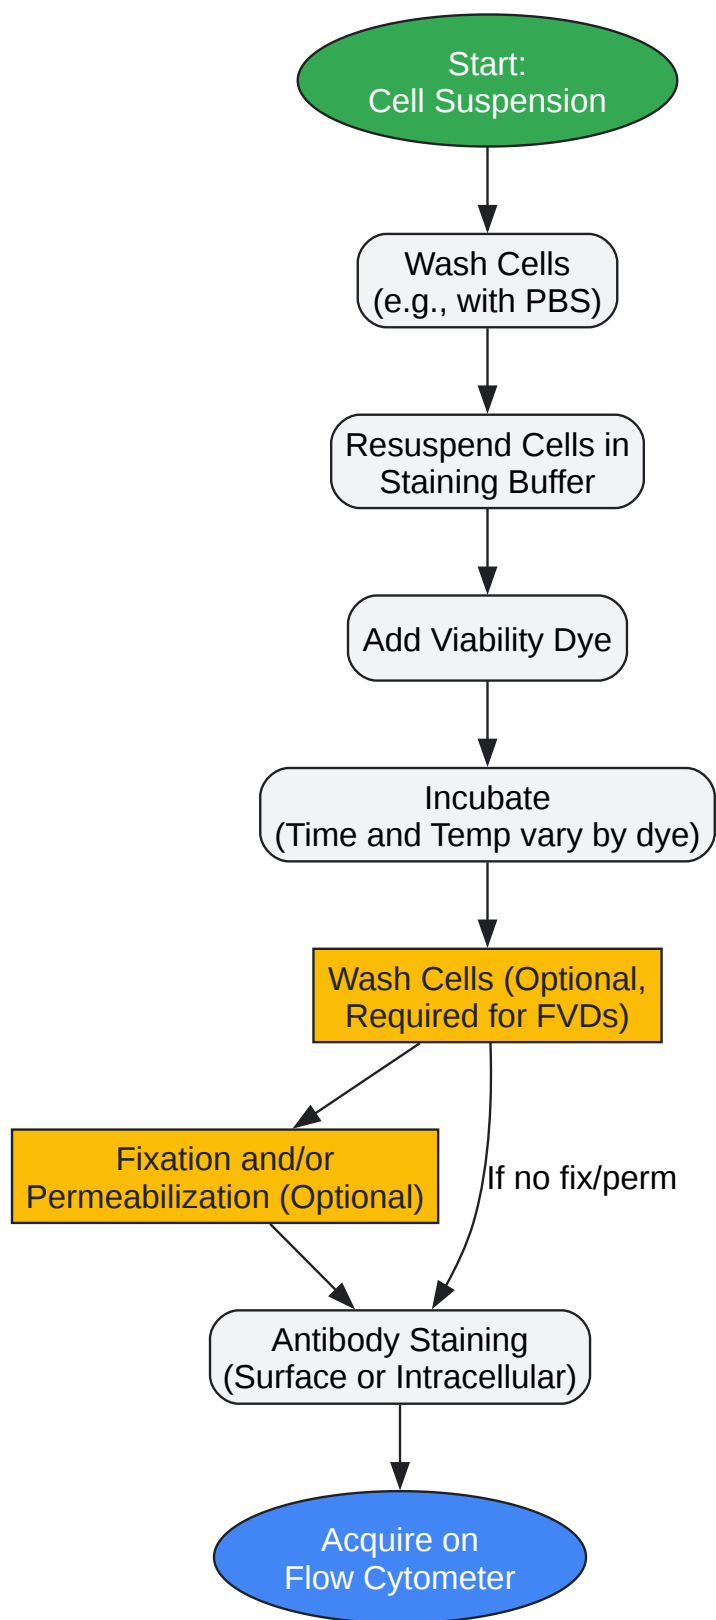 Start:
Cell Suspension
Wash Cells
(e.g., with PBS)
Resuspend Cells in
Staining Buffer
Add Viability Dye
Incubate
(Time and Temp vary by dye)
Wash Cells (Optional,
Required for FVDs)
Fixation and/or
Permeabilization (Optional)
If no fix/perm
Antibody Staining
(Surface or Intracellular)
Acquire on
Flow Cytometer